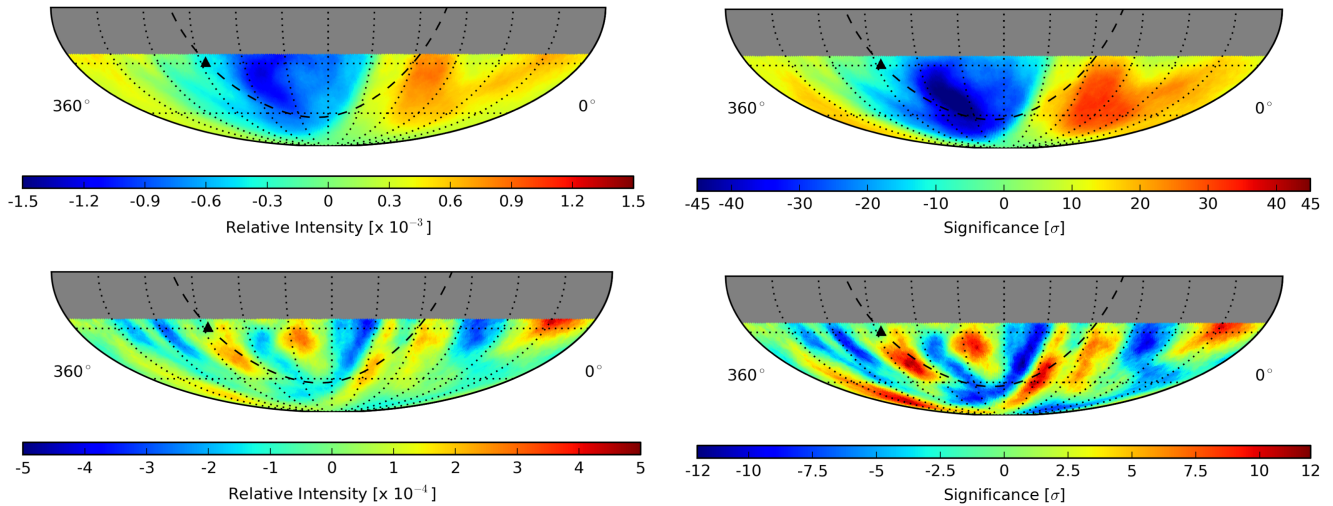 360° 0° 360° 0°
-1.5 -1.2 -0.9 -0.6 -0.3 0 0.3 0.6 0.9 1.2 1.5 -45 -40 -30 -20 -10 0 10 20 30 40 45
Relative Intensity [x 10⁻³] Significance [σ]
360° 0° 360° 0°
-5 -4 -3 -2 -1 0 1 2 3 4 5 -12 -10 -7.5 -5 -2.5 0 2.5 5 7.5 10 12
Relative Intensity [x 10⁻⁴] Significance [σ]